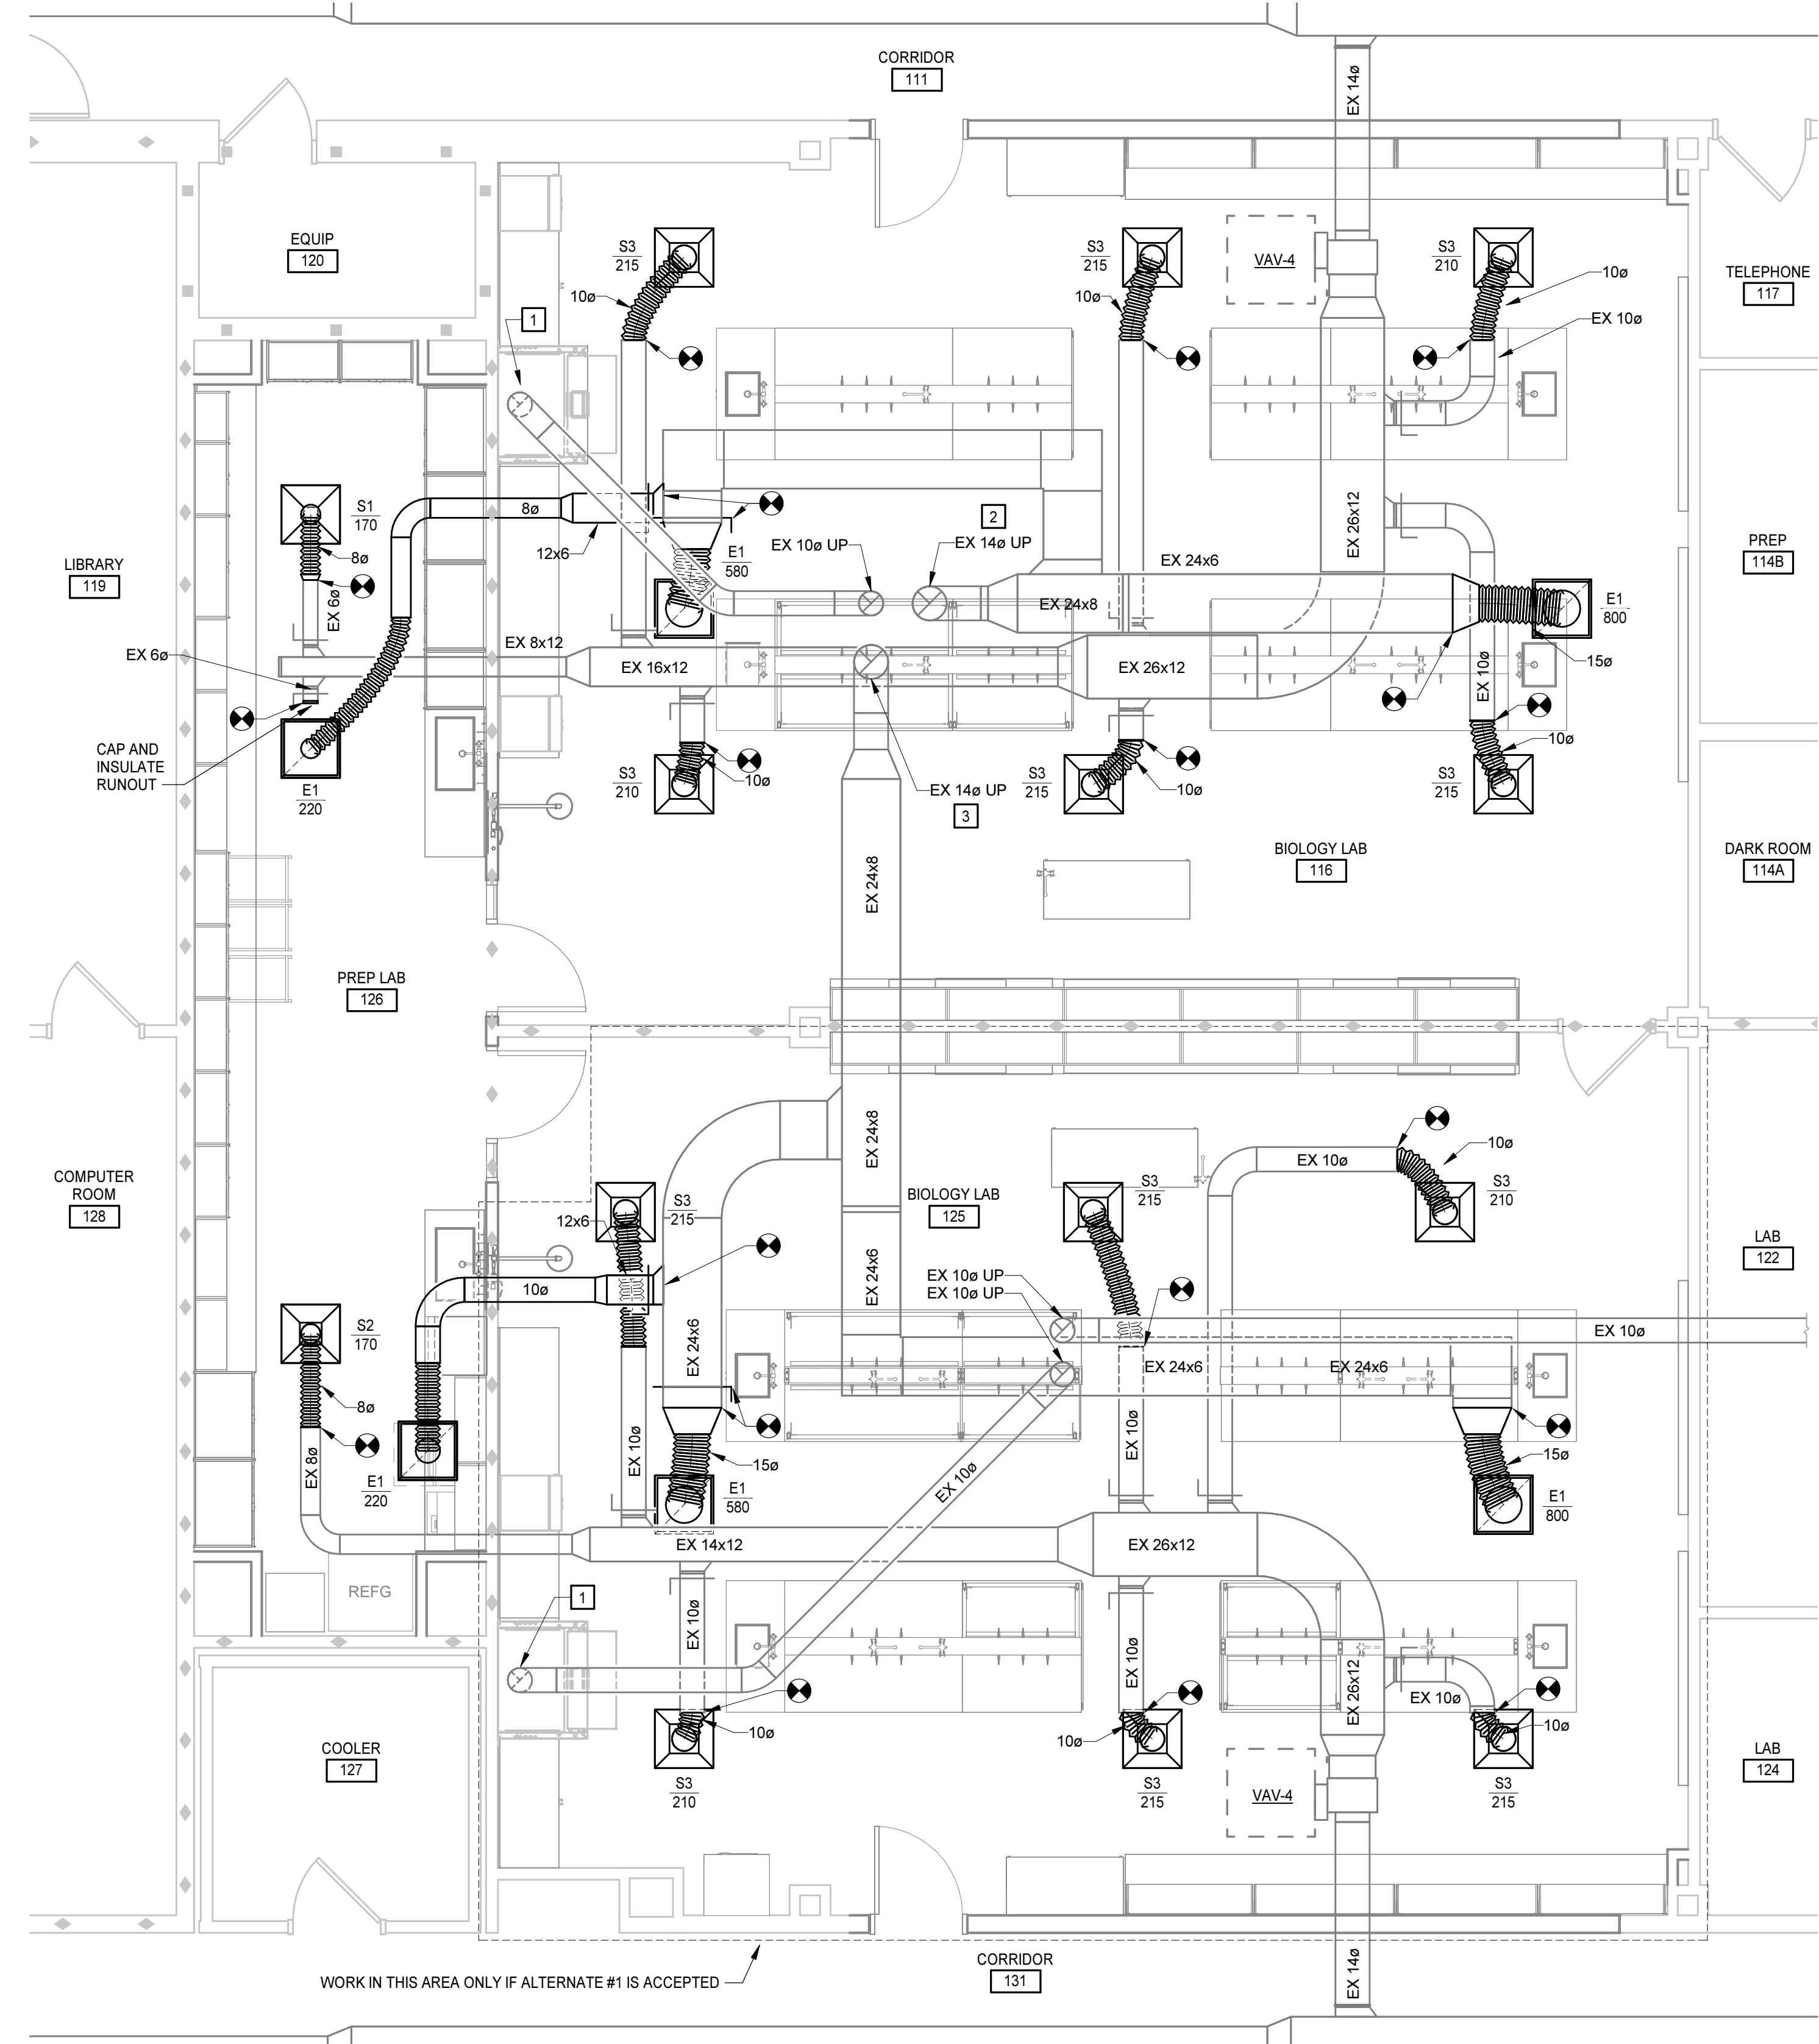 CORRIDOR
111
EX 14ø
EQUIP
120
S3
215
S3
215
VAV-4
S3
210
10ø
TELEPHONE
117
10ø
10ø
EX 10ø
1
S1
170
8ø
8ø
12x6
E1
580
2
EX 10ø UP
EX 14ø UP
EX 24x6
EX 26x12
PREP
114B
LIBRARY
119
EX 6ø
EX 24x8
E1
800
EX 6ø
EX 8x12
EX 16x12
EX 26x12
EX 10ø
15ø
CAP AND
INSULATE
RUNOUT
10ø
E1
220
S3
210
10ø
EX 14ø UP
3
S3
215
10ø
S3
215
EX 24x8
BIOLOGY LAB
116
DARK ROOM
114A
PREP LAB
126
EX 24x8
EX 10ø
10ø
COMPUTER
ROOM
128
S3
215
12x6
BIOLOGY LAB
125
S3
215
S3
210
LAB
122
EX 24x6
EX 10ø UP
EX 10ø UP
10ø
S2
170
EX 24x6
EX 10ø
EX 24x6
EX 24x6
8ø
EX 8ø
EX 10ø
15ø
EX 10ø
EX 10ø
15ø
E1
220
E1
580
E1
800
EX 14x12
EX 26x12
REFG
1
EX 10ø
EX 10ø
EX 26x12
EX 10ø
10ø
10ø
10ø
COOLER
127
S3
210
S3
215
VAV-4
S3
215
LAB
124
CORRIDOR
131
EX 14ø
WORK IN THIS AREA ONLY IF ALTERNATE #1 IS ACCEPTED